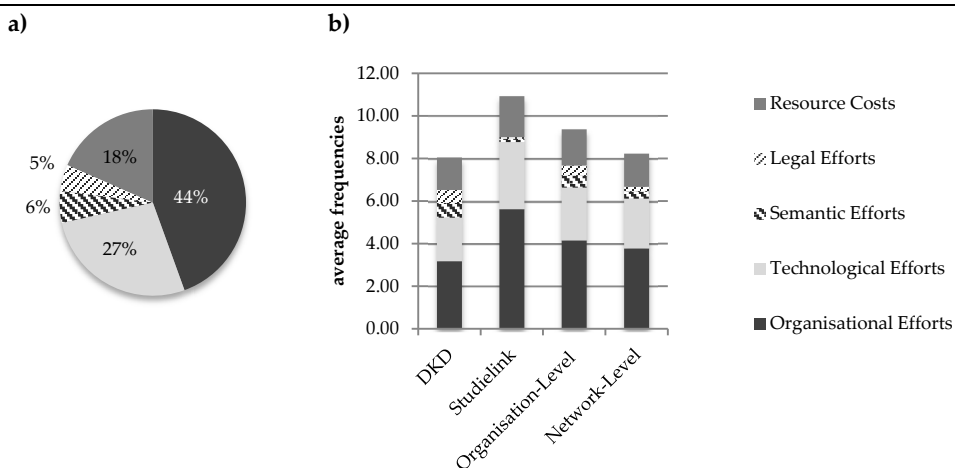 a)
b)
44%
27%
6%
5%
18%
average frequencies
12.00
10.00
8.00
6.00
4.00
2.00
0.00
DKD
Studielink
Organisation-Level
Network-Level
Resource Costs
Legal Efforts
Semantic Efforts
Technological Efforts
Organisational Efforts